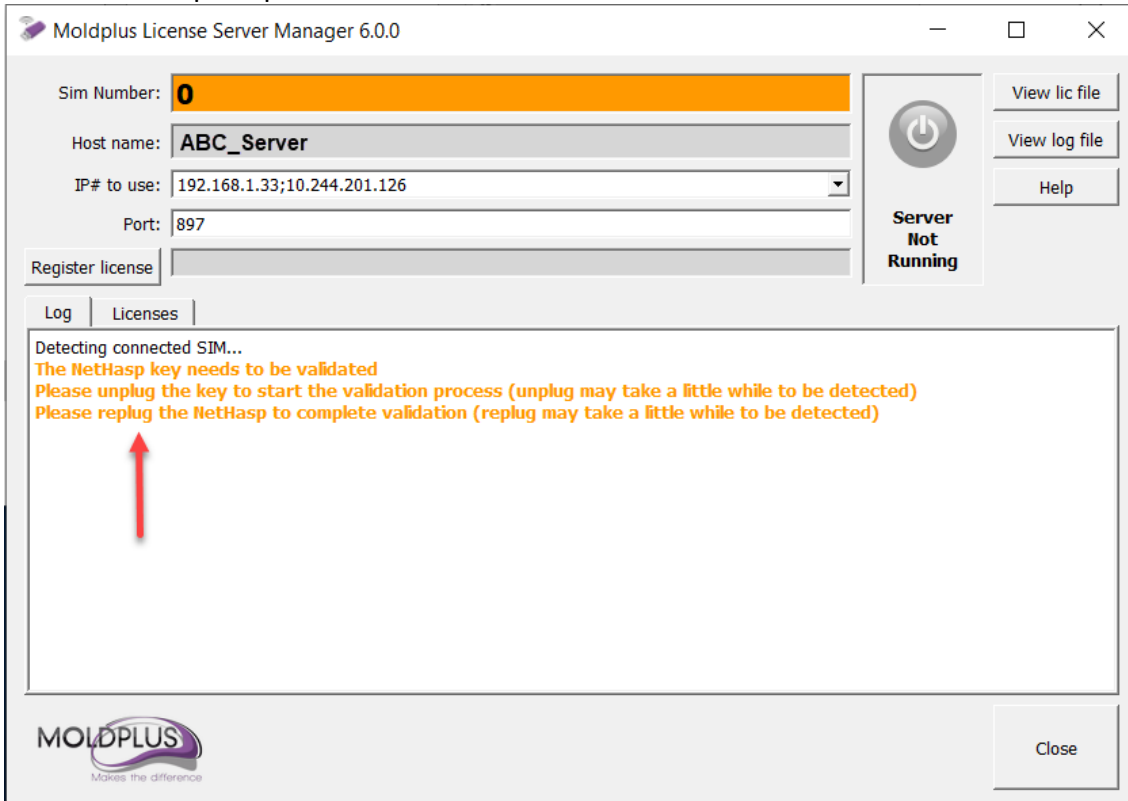 Moldplus License Server Manager 6.0.0
Sim Number: 0
View lic file
Host name: ABC_Server
View log file
IP# to use: 192.168.1.33;10.244.201.126
Help
Port: 897
Server
Not
Running
Register license
Log Licenses
Detecting connected SIM...
The NetHasp key needs to be validated
Please unplug the key to start the validation process (unplug may take a little while to be detected)
Please replug the NetHasp to complete validation (replug may take a little while to be detected)
MOLDPLUS
Makes the difference
Close